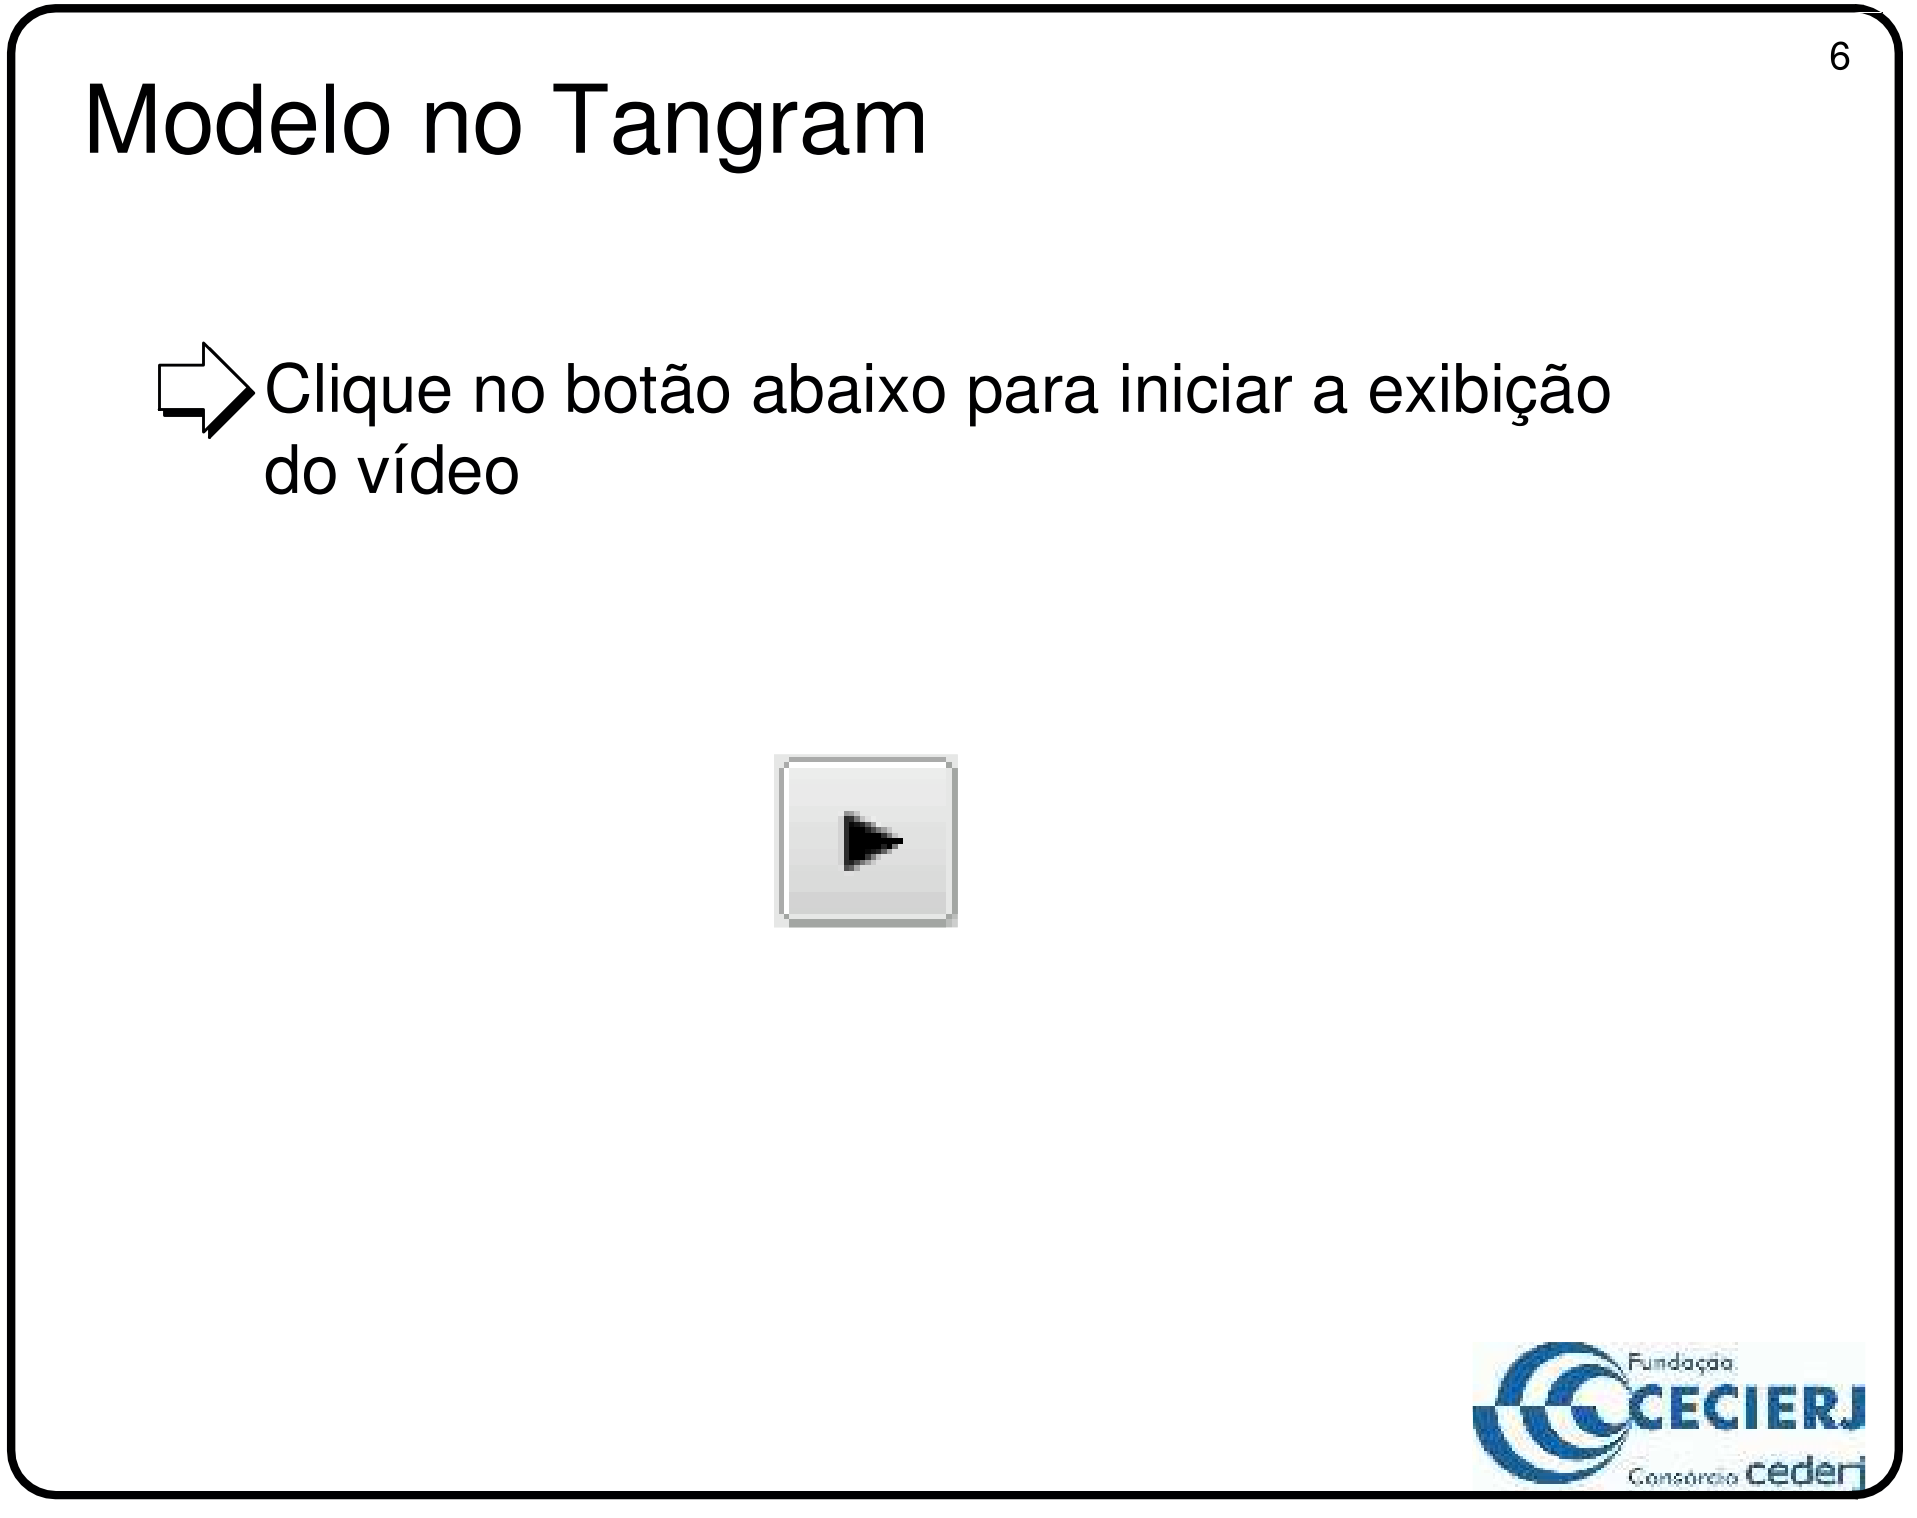 6
Modelo no Tangram
Clique no botão abaixo para iniciar a exibição
do vídeo
Fundação
CECIERJ
Consórcio cederj